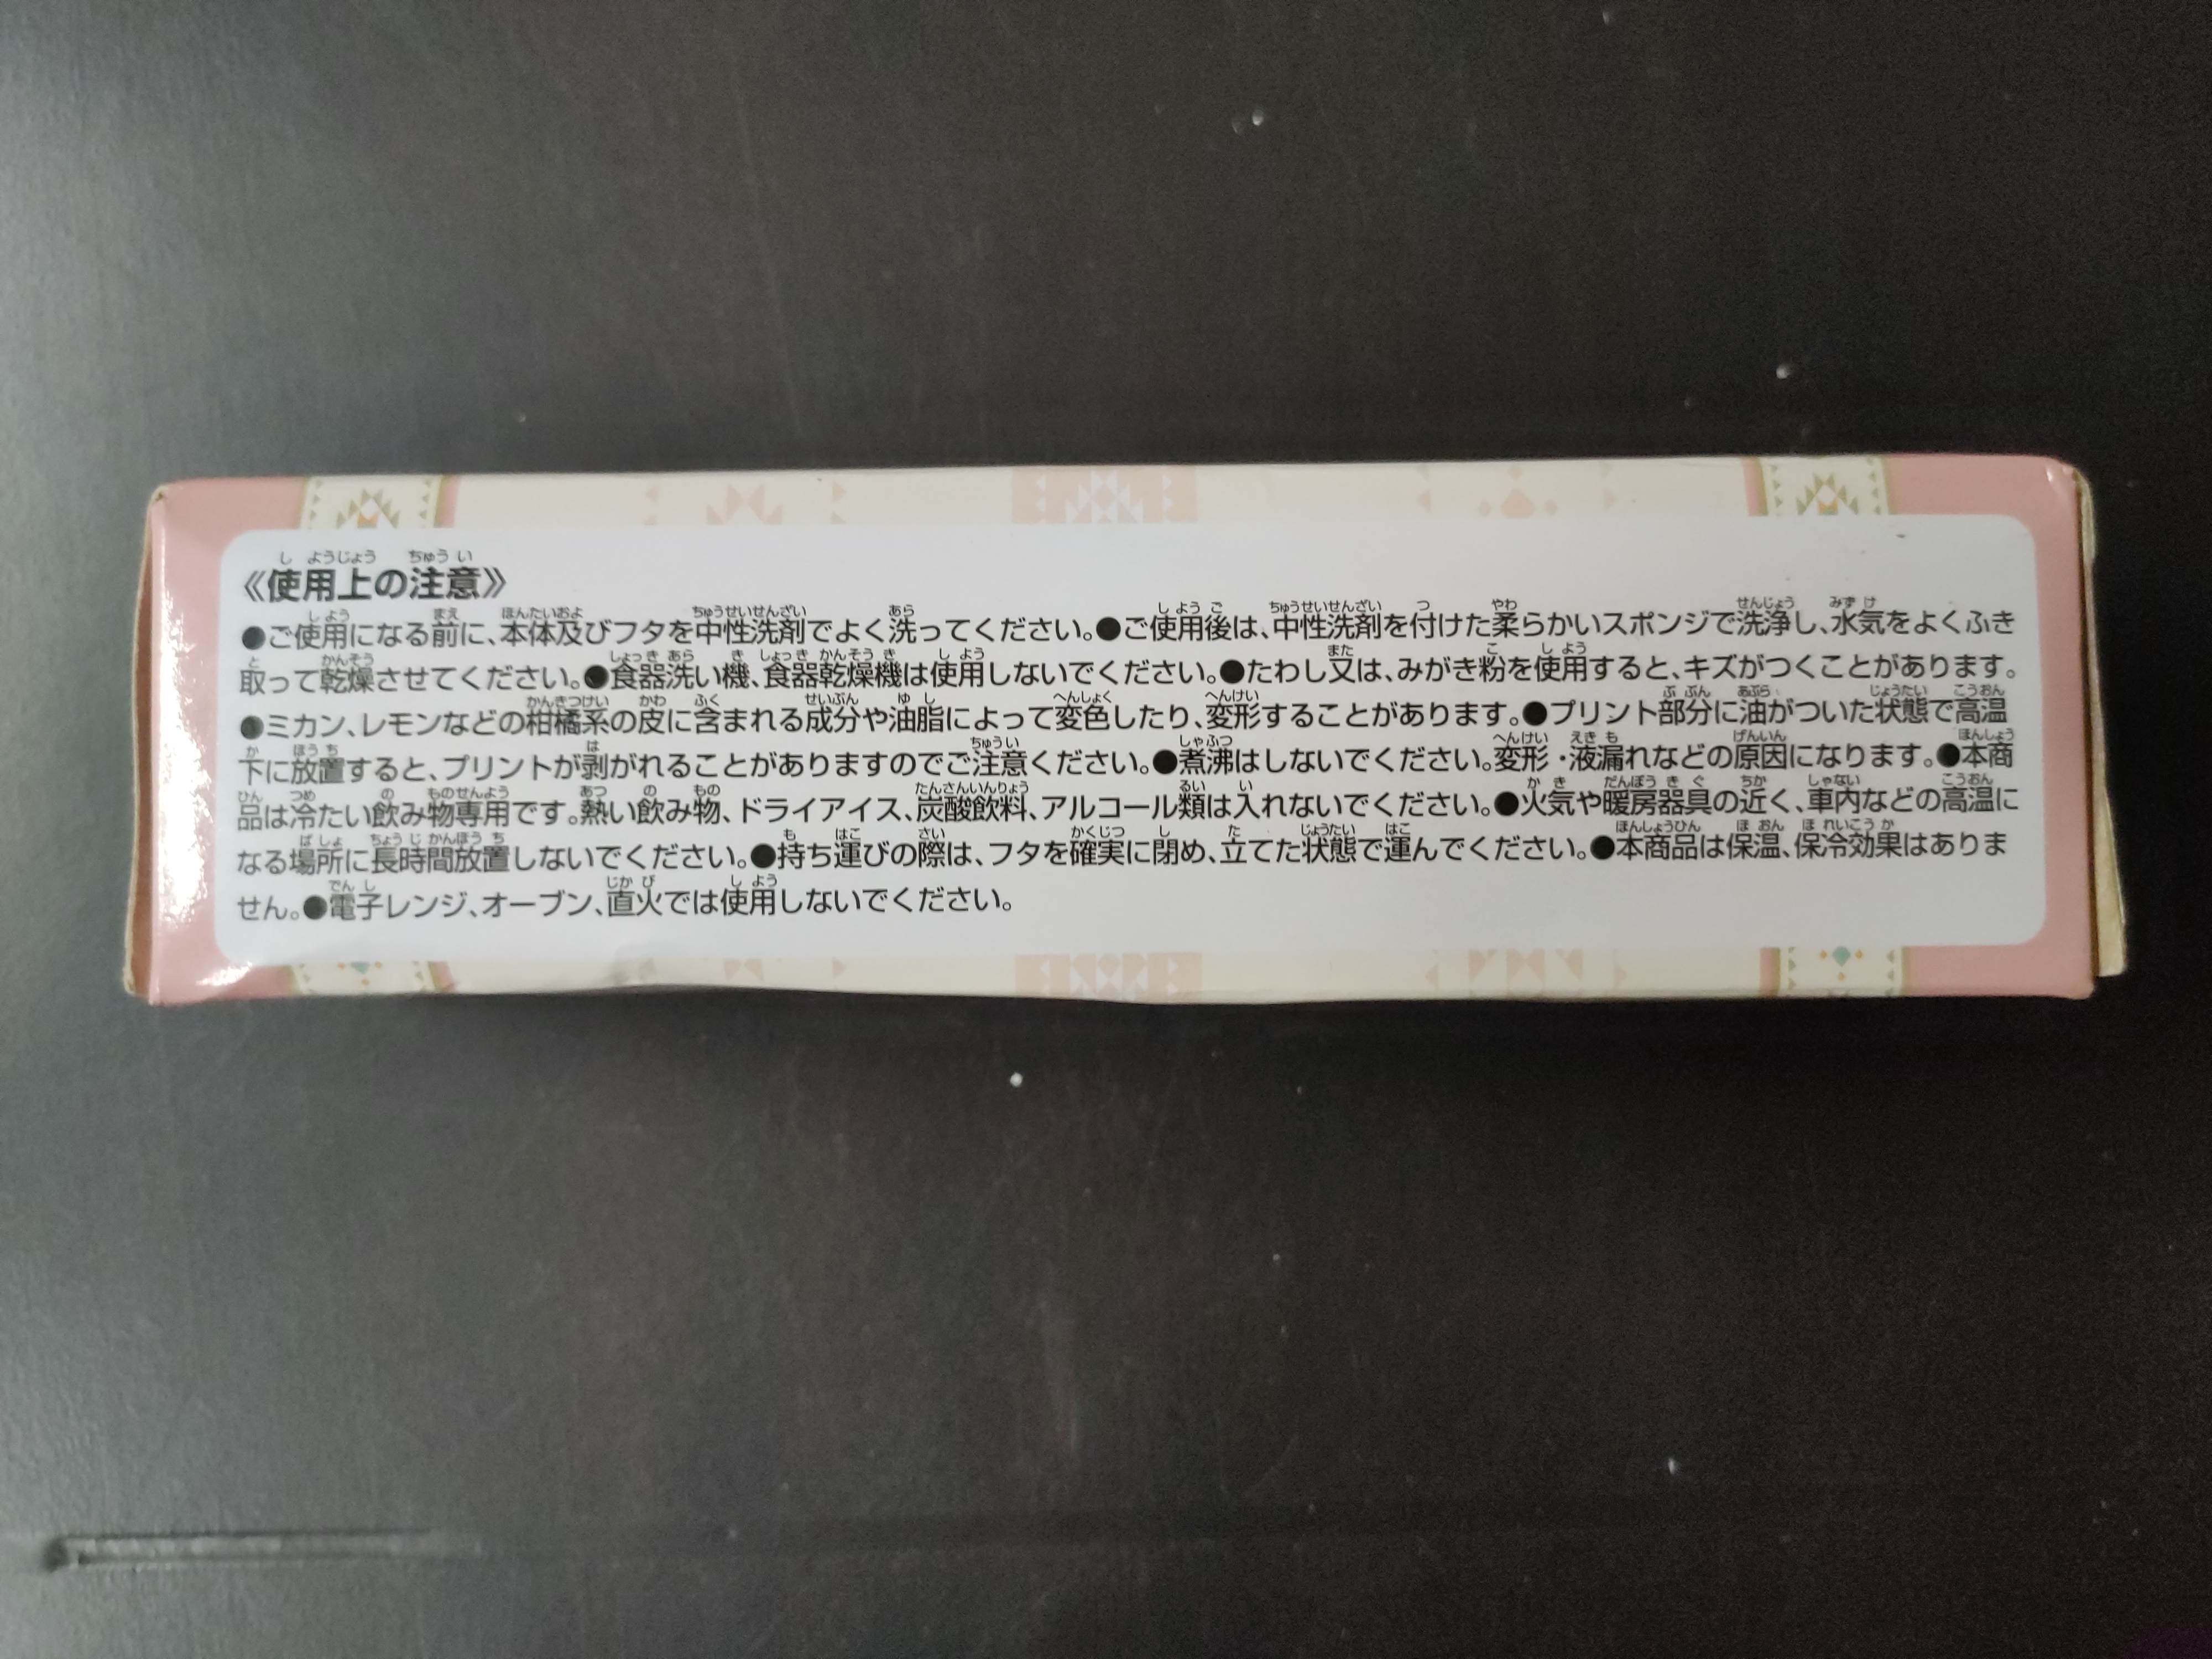 《使用上の注意》
●ご使用になる前に、本体及びフタを中性洗剤でよく洗ってください。●ご使用後は、中性洗剤を付けた柔らかいスポンジで洗浄し、水気をよくふき
取って乾燥させてください。●食器洗い機、食器乾燥機は使用しないでください。●たわし又は、みがき粉を使用すると、キズがつくことがあります。
●ミカン、レモンなどの柑橘系の皮に含まれる成分や油脂によって変色したり、変形することがあります。●プリント部分に油がついた状態で高温
下に放置すると、プリントが剥がれることがありますのでご注意ください。●煮沸はしないでください。変形・液漏れなどの原因になります。●本商
品は冷たい飲み物専用です。熱い飲み物、ドライアイス、炭酸飲料、アルコール類は入れないでください。●火気や暖房器具の近く、車内などの高温に
なる場所に長時間放置しないでください。●持ち運びの際は、フタを確実に閉め、立てた状態で運んでください。●本商品は保温、保冷効果はありま
せん。●電子レンジ、オーブン、直火では使用しないでください。